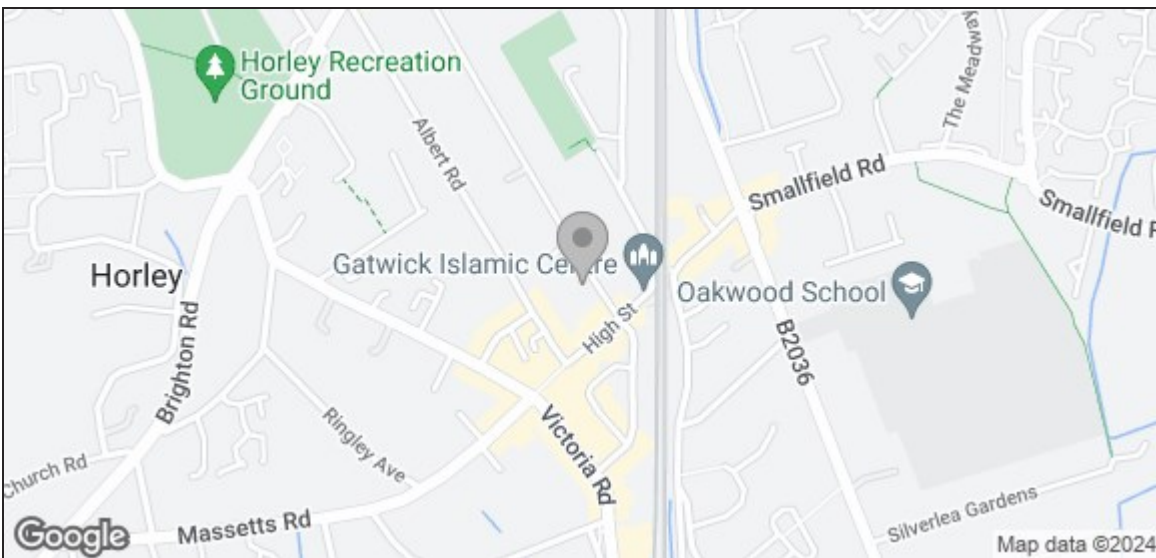 Horley Recreation
Ground
Albert Rd
The Meadway
Smallfield Rd
Smallfield R
Gatwick Islamic Centre
Horley
Oakwood School
Brighton Rd
High St
B2036
Ringley Ave
Victoria Rd
Church Rd
Massetts Rd
Silverlea Gardens
Google
Map data ©2024